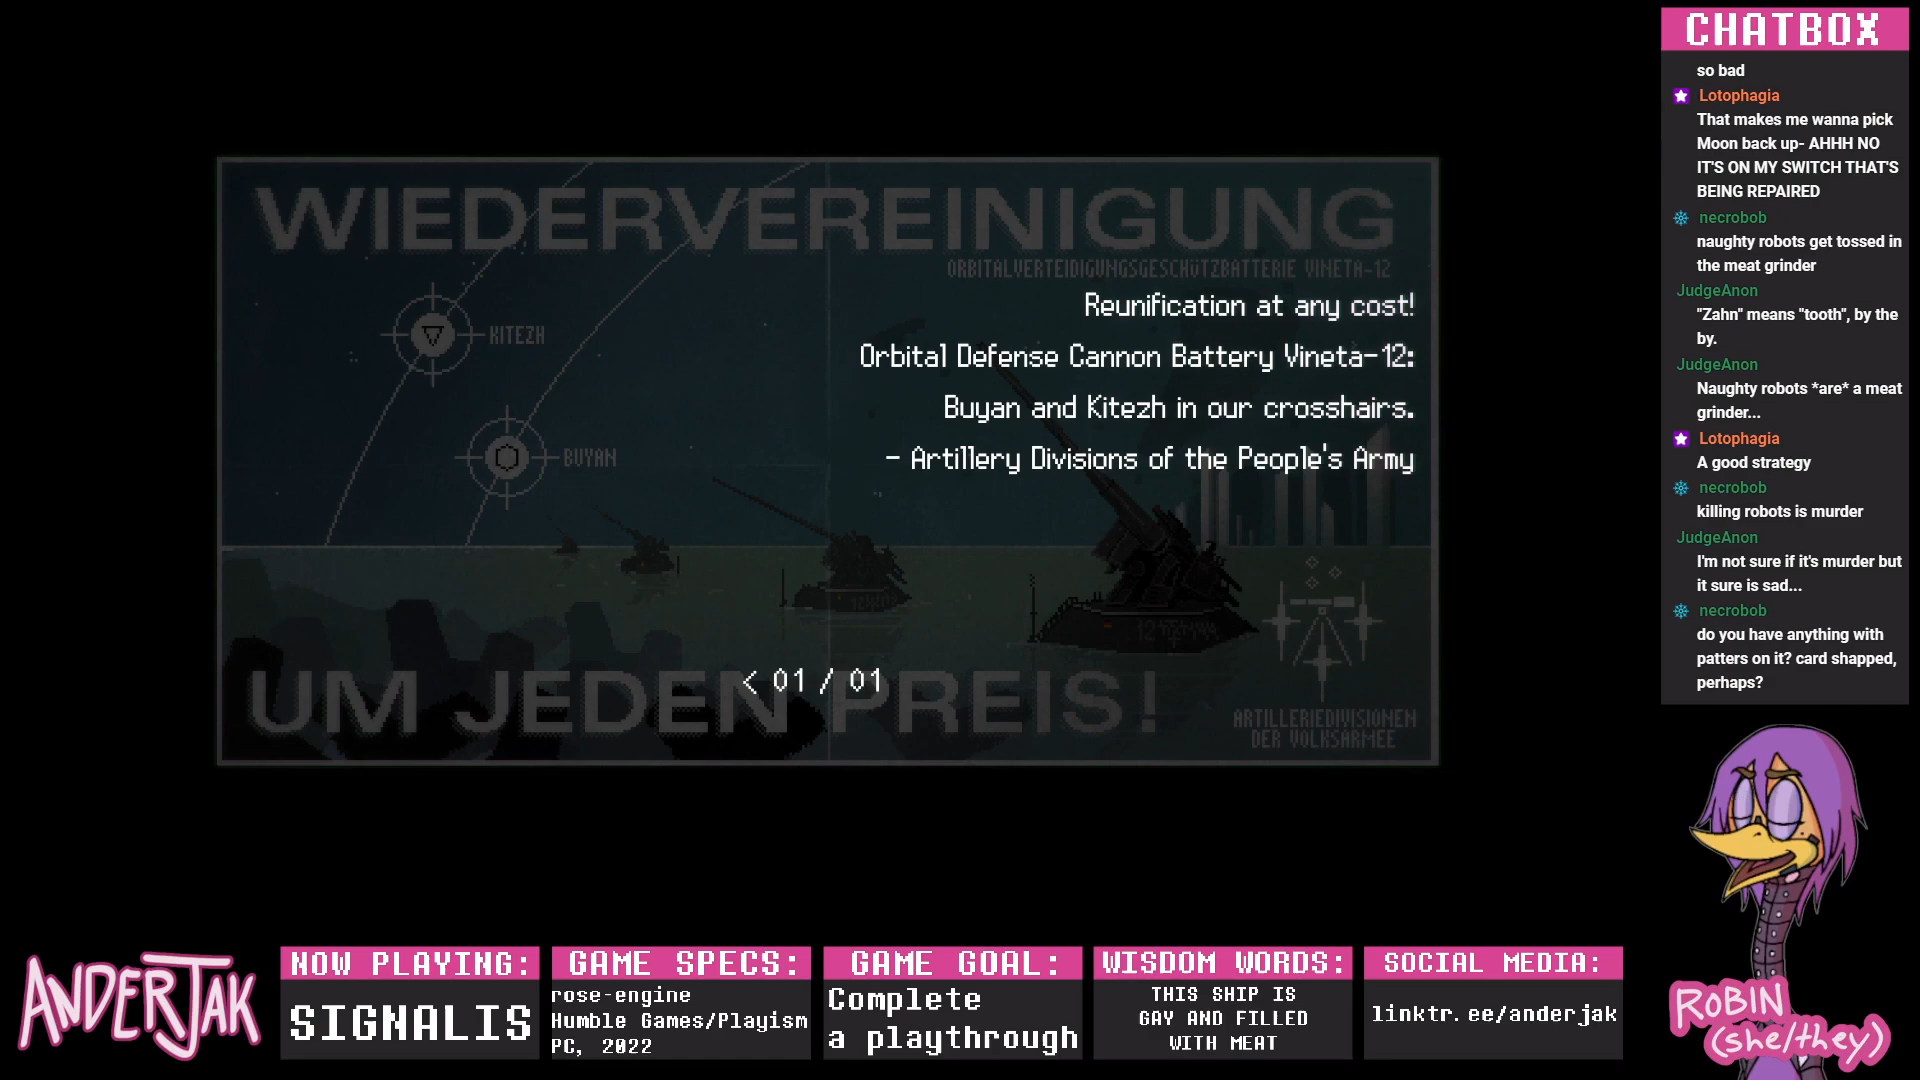 WIEDERVEREINIGUNG
ORBITALVERTEIDIGUNGSGESCHÜTZBATTERIE VINETA-12
Reunification at any cost!
Orbital Defense Cannon Battery Vineta-12:
Buyan and Kitezh in our crosshairs.
- Artillery Divisions of the People's Army
KITEZH
BUYAN
< 01 / 01
UM JEDEN PREIS!
ARTILLERIEDIVISIONEN
DER VOLKSARMEE
CHATBOX
so bad
Lotophagia
That makes me wanna pick
Moon back up- AHHH NO
IT'S ON MY SWITCH THAT'S
BEING REPAIRED
necrobob
naughty robots get tossed in
the meat grinder
JudgeAnon
"Zahn" means "tooth", by the
by.
JudgeAnon
Naughty robots *are* a meat
grinder...
Lotophagia
A good strategy
necrobob
killing robots is murder
JudgeAnon
I'm not sure if it's murder but
it sure is sad...
necrobob
do you have anything with
patters on it? card shapped,
perhaps?
ANDERJAK
NOW PLAYING:
SIGNALIS
GAME SPECS:
rose-engine
Humble Games/Playism
PC, 2022
GAME GOAL:
Complete
a playthrough
WISDOM WORDS:
THIS SHIP IS
GAY AND FILLED
WITH MEAT
SOCIAL MEDIA:
linktr.ee/anderjak
ROBIN
(she/they)